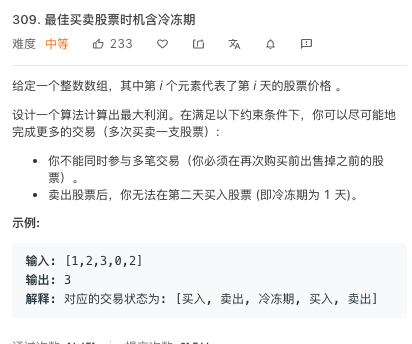 309. 最佳买卖股票时机含冷冻期
难度 中等 233
给定一个整数数组，其中第 i 个元素代表了第 i 天的股票价格 。
设计一个算法计算出最大利润。在满足以下约束条件下，你可以尽可能地
完成更多的交易（多次买卖一支股票）:
• 你不能同时参与多笔交易（你必须在再次购买前出售掉之前的股
票）。
• 卖出股票后，你无法在第二天买入股票 (即冷冻期为 1 天)。
示例:
输入: [1,2,3,0,2]
输出: 3
解释: 对应的交易状态为: [买入, 卖出, 冷冻期, 买入, 卖出]